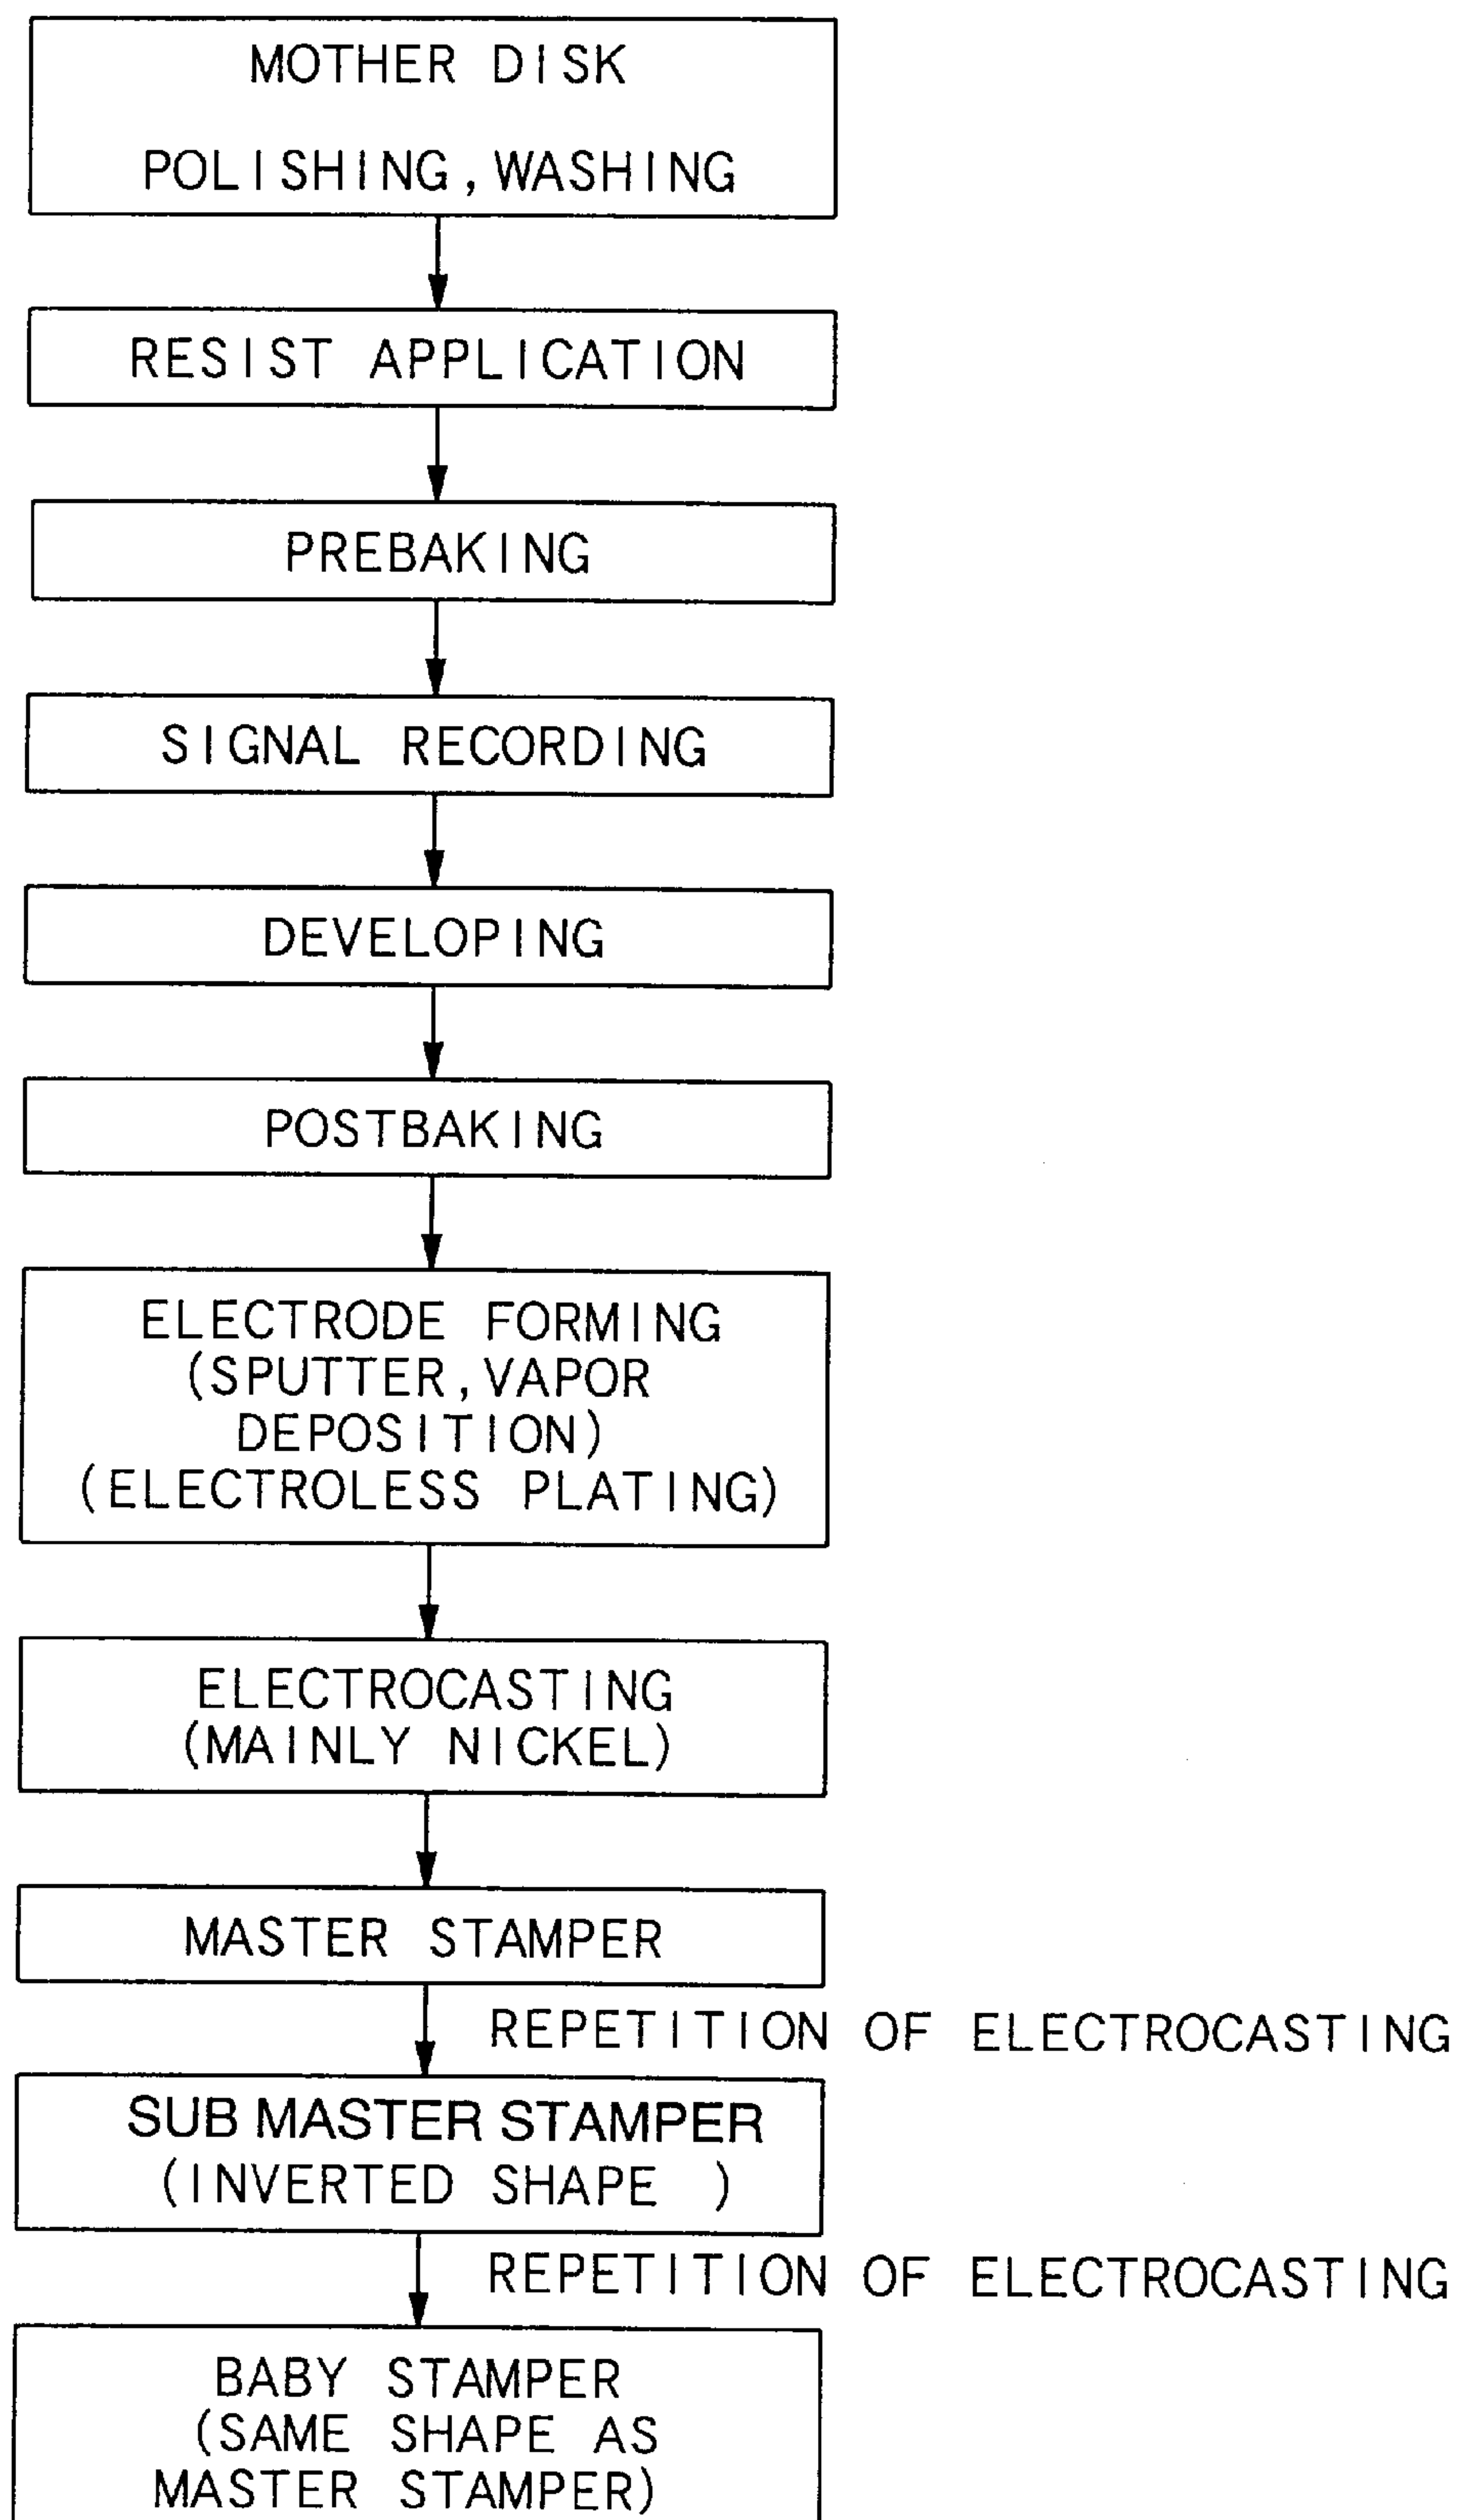 MOTHER DISK
POLISHING, WASHING
RESIST APPLICATION
PREBAKING
SIGNAL RECORDING
DEVELOPING
POSTBAKING
ELECTRODE FORMING
(SPUTTER, VAPOR
DEPOSITION)
(ELECTROLESS PLATING)
ELECTROCASTING
(MAINLY NICKEL)
MASTER STAMPER
REPETITION OF ELECTROCASTING
SUB MASTER STAMPER
(INVERTED SHAPE )
REPETITION OF ELECTROCASTING
BABY STAMPER
(SAME SHAPE AS
MASTER STAMPER)